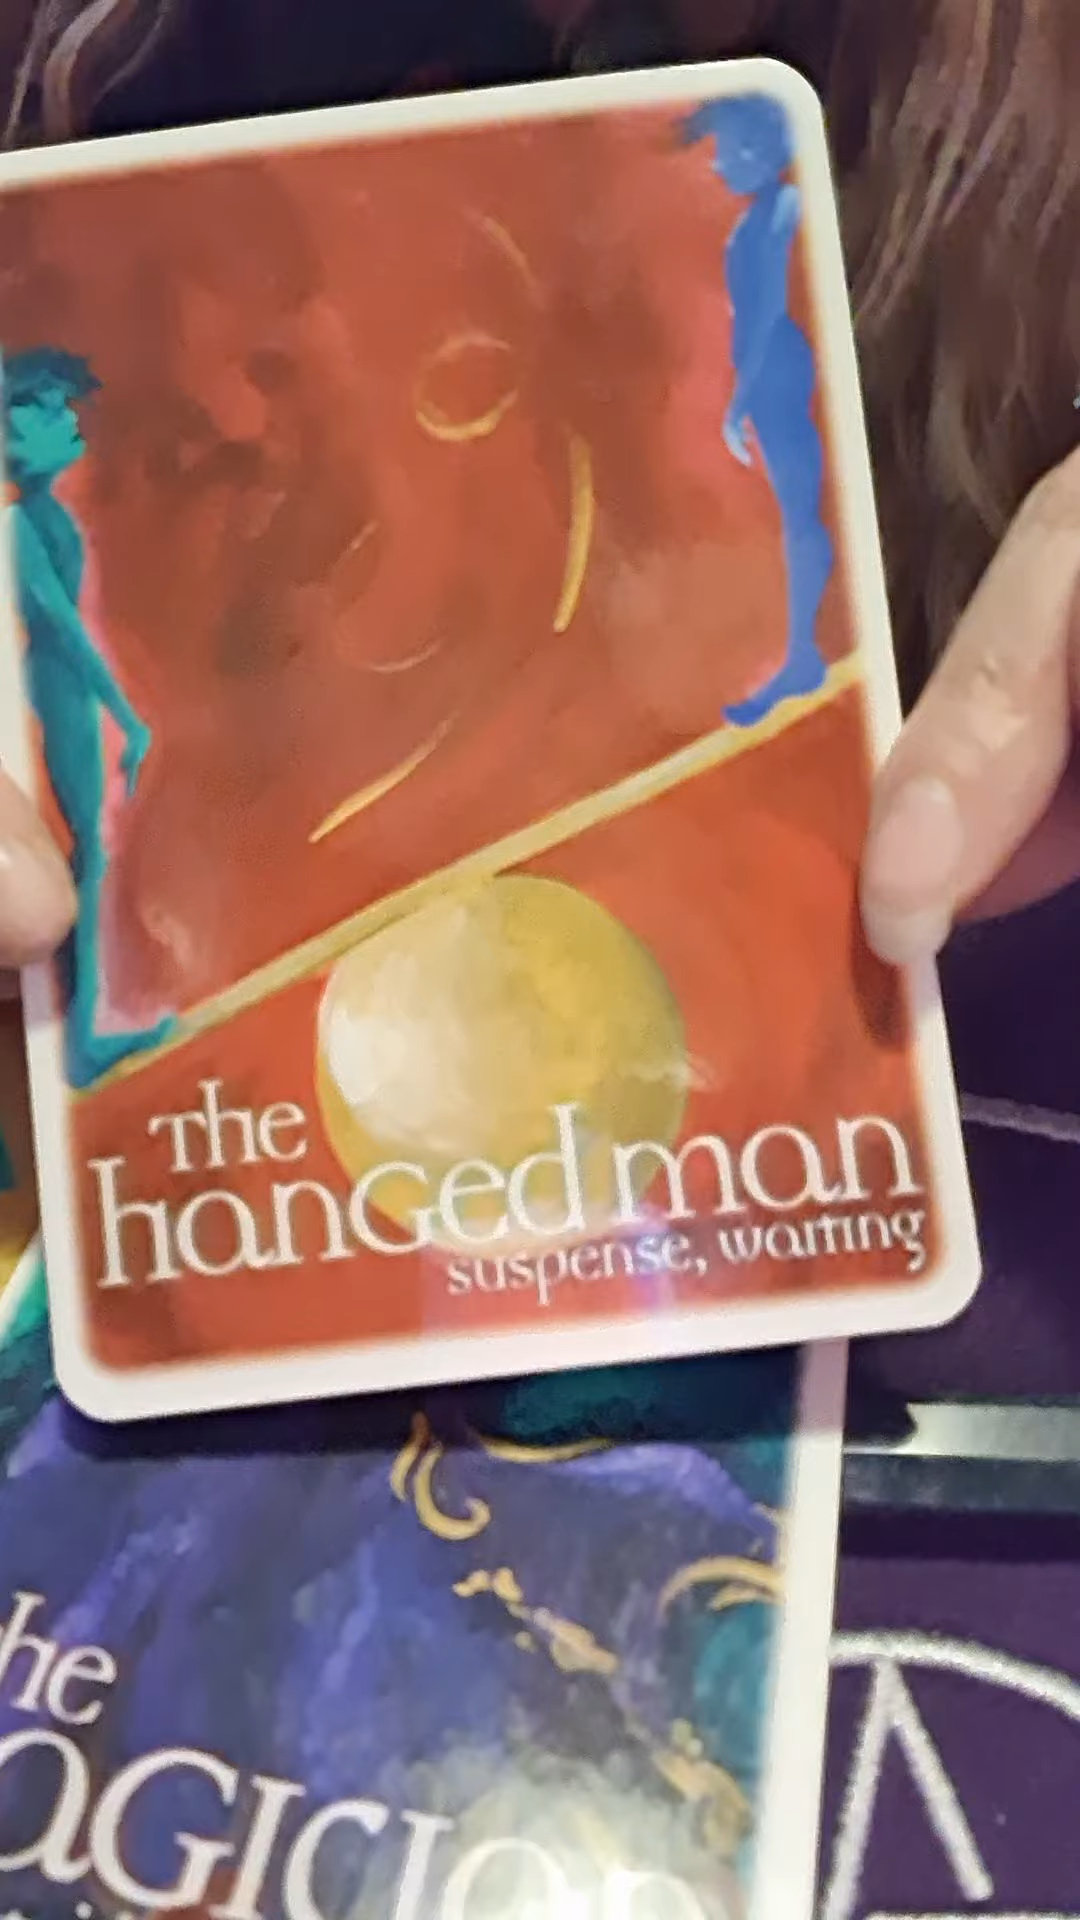 The
hanged man
suspense, waiting
the
magician